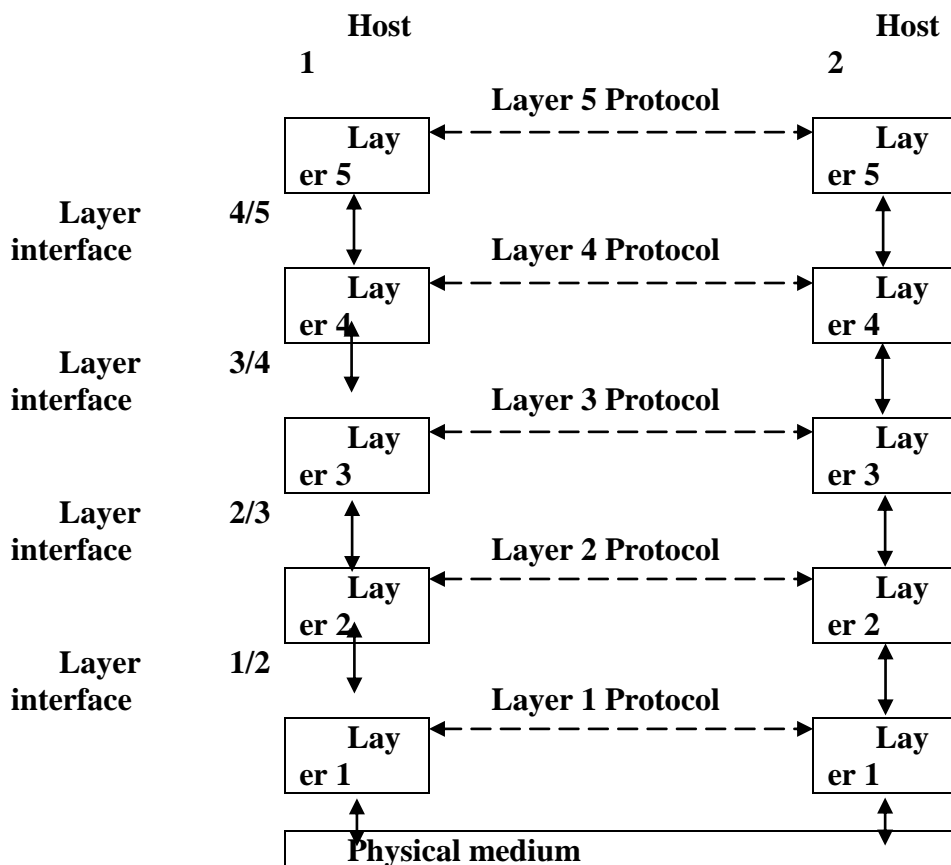 Host Host
1 2
Layer 5 Protocol
Lay Lay
er 5 er 5
Layer 4/5
interface
Layer 4 Protocol
Lay Lay
er 4 er 4
Layer 3/4
interface
Layer 3 Protocol
Lay Lay
er 3 er 3
Layer 2/3
interface
Layer 2 Protocol
Lay Lay
er 2 er 2
Layer 1/2
interface
Layer 1 Protocol
Lay Lay
er 1 er 1
Physical medium